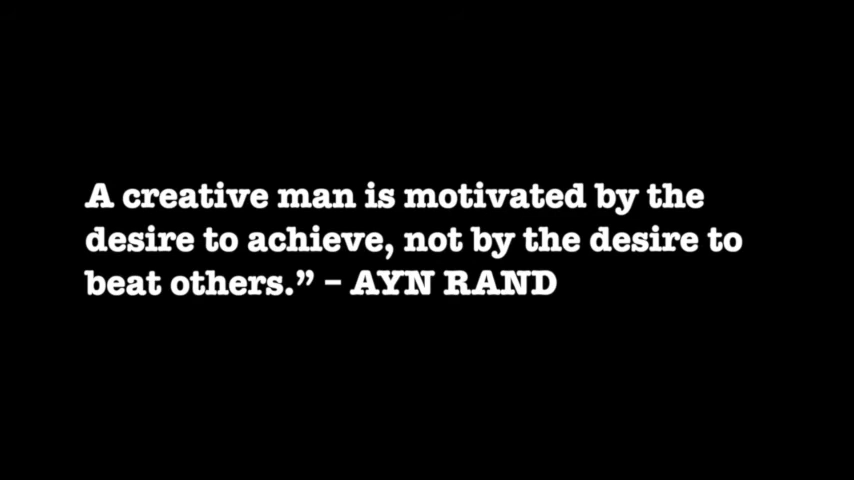 A creative man is motivated by the
desire to achieve, not by the desire to
beat others.” – AYN RAND